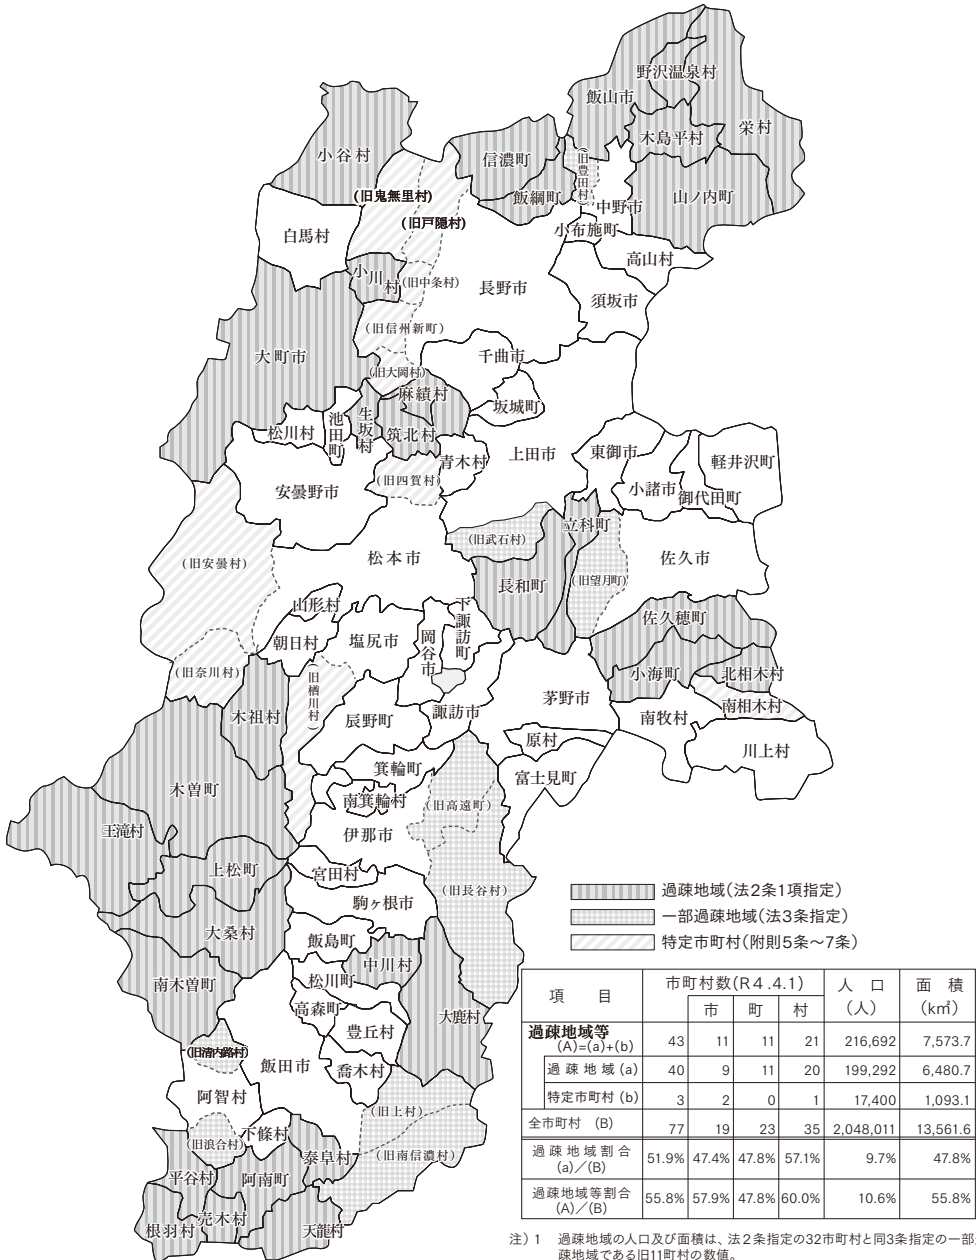 野沢温泉村
飯山市
栄村
木島平村
小谷村
信濃町
(旧豊田村)
飯綱町
山ノ内町
(旧鬼無里村)
中野市
(旧戸隠村)
小布施町
白馬村
高山村
小川村
(旧中条村)
長野市
須坂市
(旧信州新町)
大町市
千曲市
(旧大岡村)
麻績村
坂城町
生坂村
池田町
松川村
筑北村
青木村
上田市
東御市
軽井沢町
(旧四賀村)
安曇野市
小諸市
御代田町
立科町
(旧武石村)
松本市
佐久市
(旧安曇村)
長和町
(旧望月町)
山形村
下諏訪町
佐久穂町
朝日村
塩尻市
岡谷市
(旧奈川村)
(旧楢川村)
小海町
北相木村
茅野市
南相木村
木祖村
辰野町
諏訪市
南牧村
原村
川上村
箕輪町
富士見町
木曽町
南箕輪村
(旧高遠町)
王滝村
伊那市
上松町
宮田村
(旧長谷村)
駒ヶ根市
大桑村
飯島町
中川村
松川町
南木曽町
高森町
大鹿村
豊丘村
(旧清内路村)
飯田市
喬木村
阿智村
(旧上村)
下條村
(旧浪合村)
泰阜村
(旧南信濃村)
平谷村
阿南町
売木村
根羽村
天龍村
過疎地域(法2条1項指定)
一部過疎地域(法3条指定)
特定市町村(附則5条～7条)
項 目 市町村数(R4.4.1) 人 口 面 積
市 町 村 (人) (k㎡)
過疎地域等
(A)=(a)+(b) 43 11 11 21 216,692 7,573.7
過疎地域(a) 40 9 11 20 199,292 6,480.7
特定市町村(b) 3 2 0 1 17,400 1,093.1
全市町村 (B) 77 19 23 35 2,048,011 13,561.6
過疎地域割合
(a)／(B) 51.9% 47.4% 47.8% 57.1% 9.7% 47.8%
過疎地域等割合
(A)／(B) 55.8% 57.9% 47.8% 60.0% 10.6% 55.8%
注）1 過疎地域の人口及び面積は、法2条指定の32市町村と同3条指定の一部過
疎地域である旧11町村の数値。